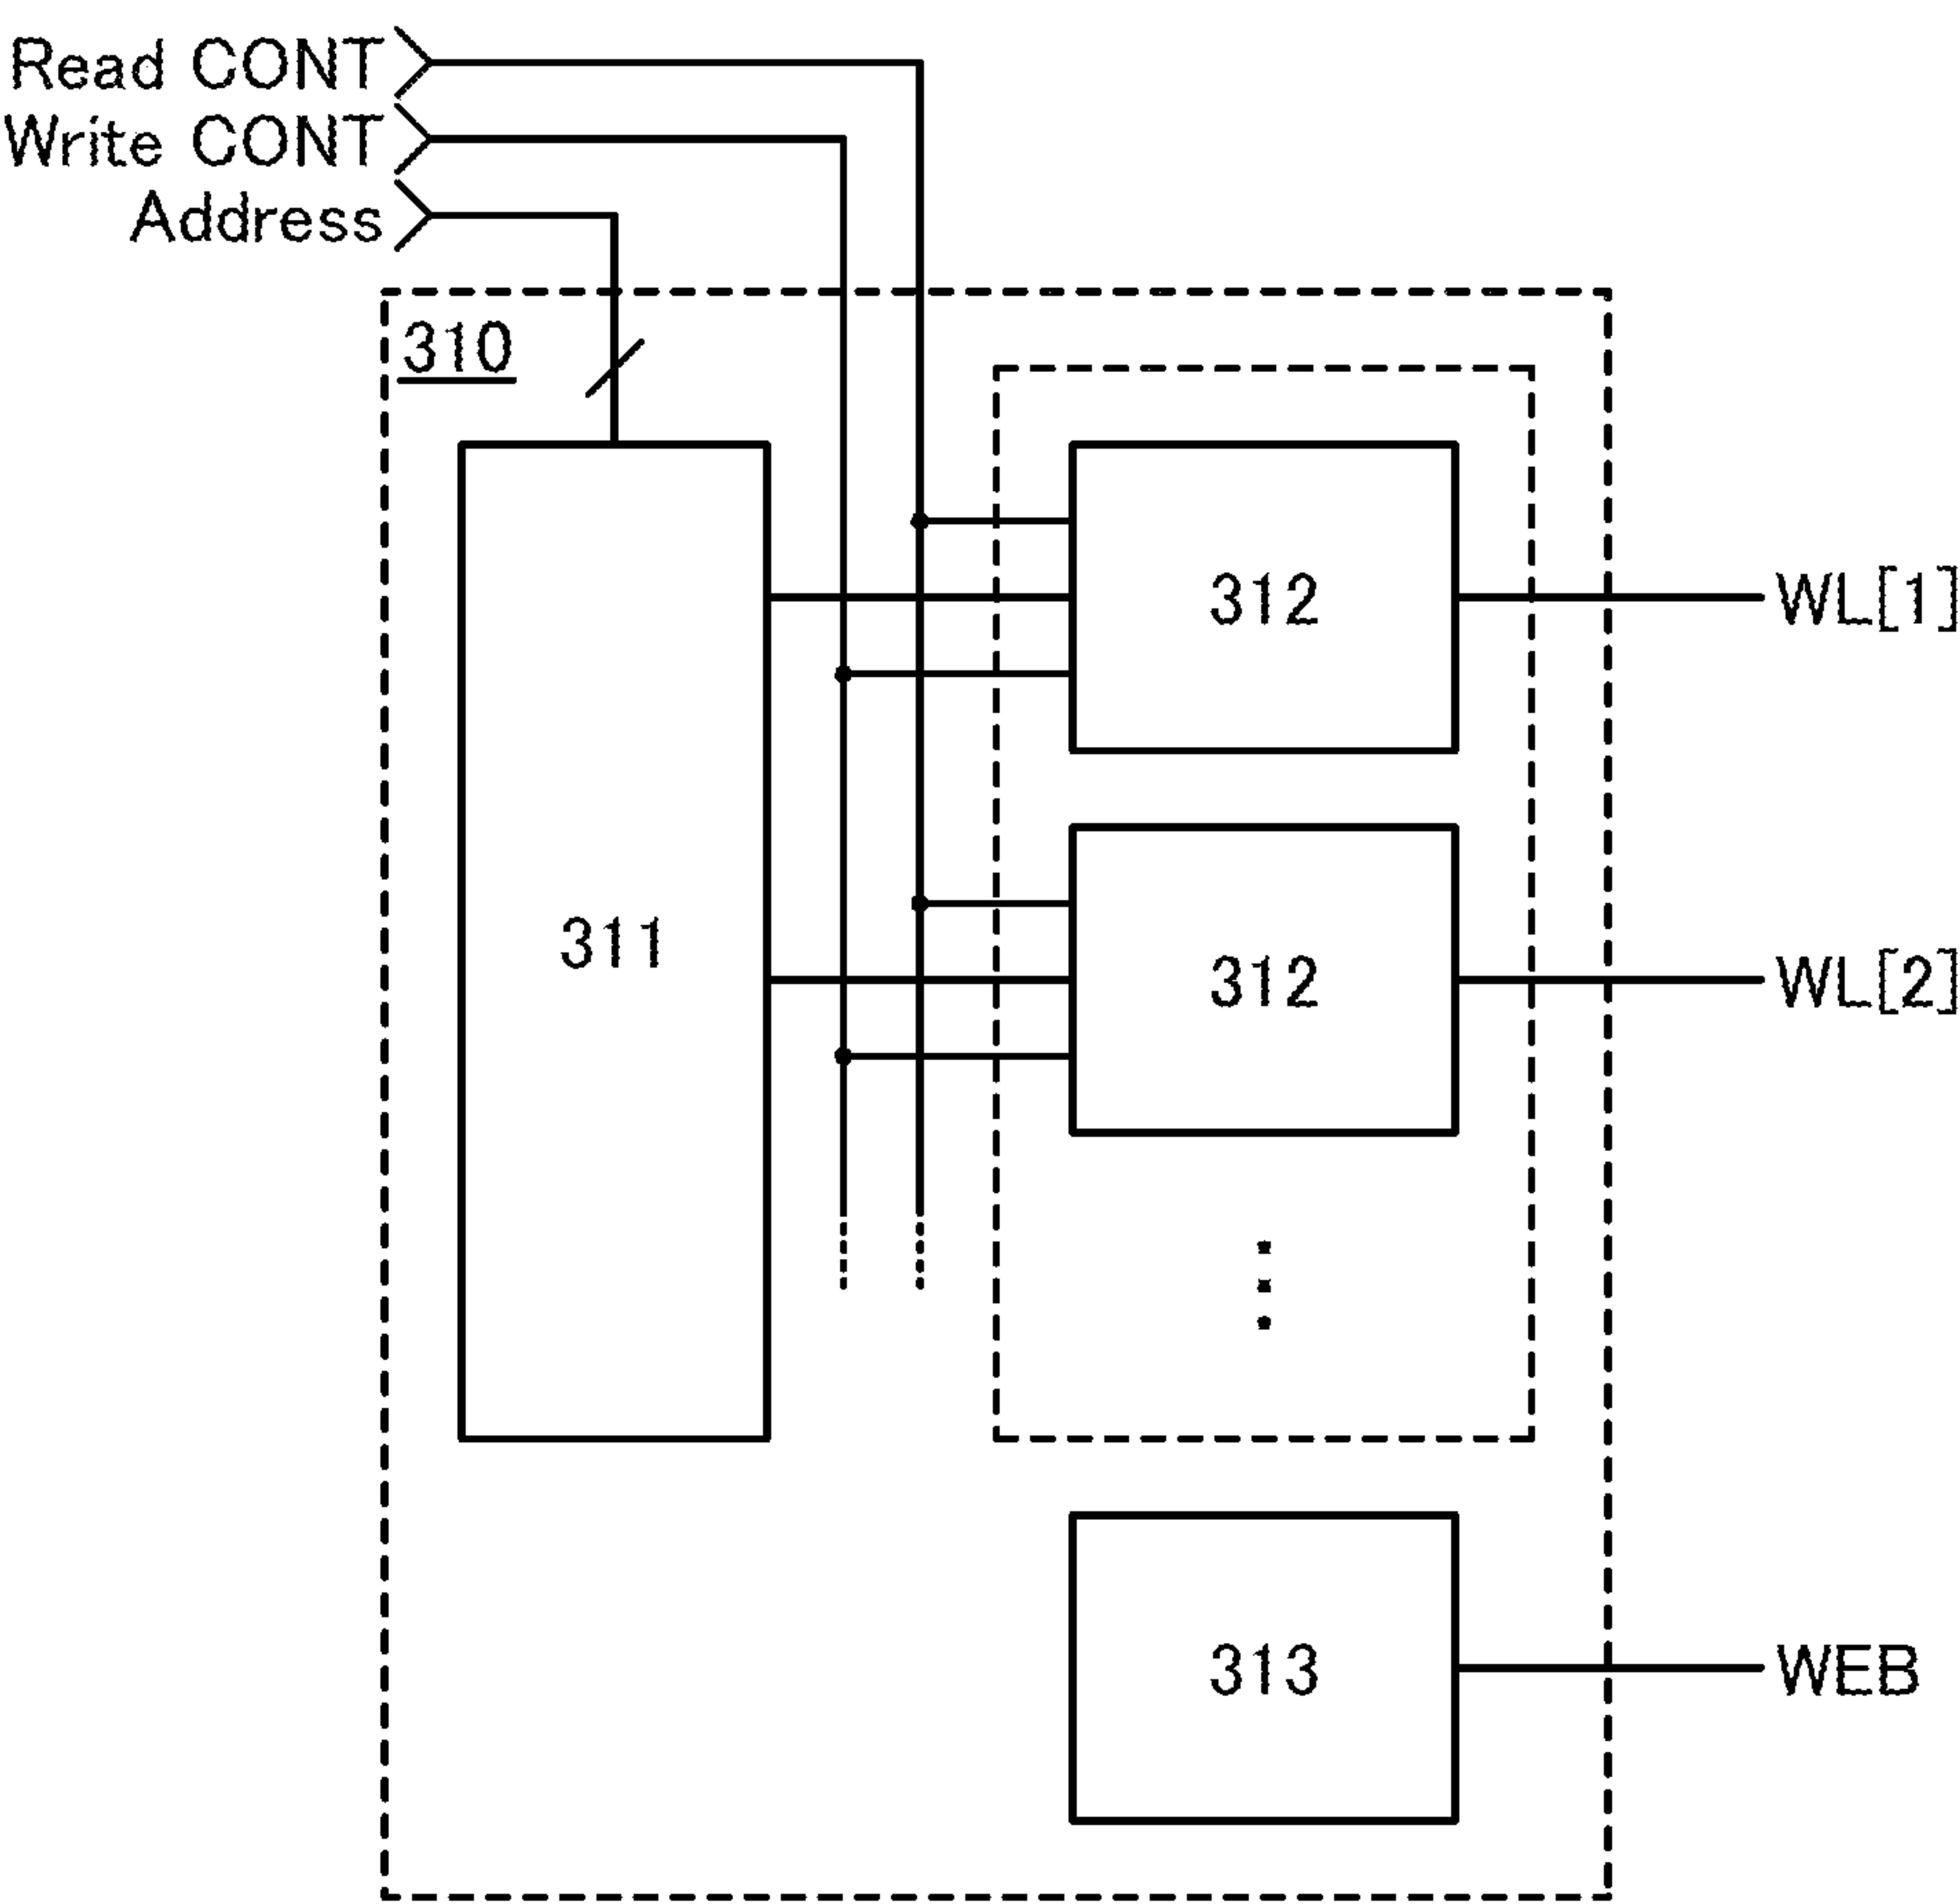 Read CONT
Write CONT
Address
310
312
WL[1]
311
312
WL[2]
313
WEB